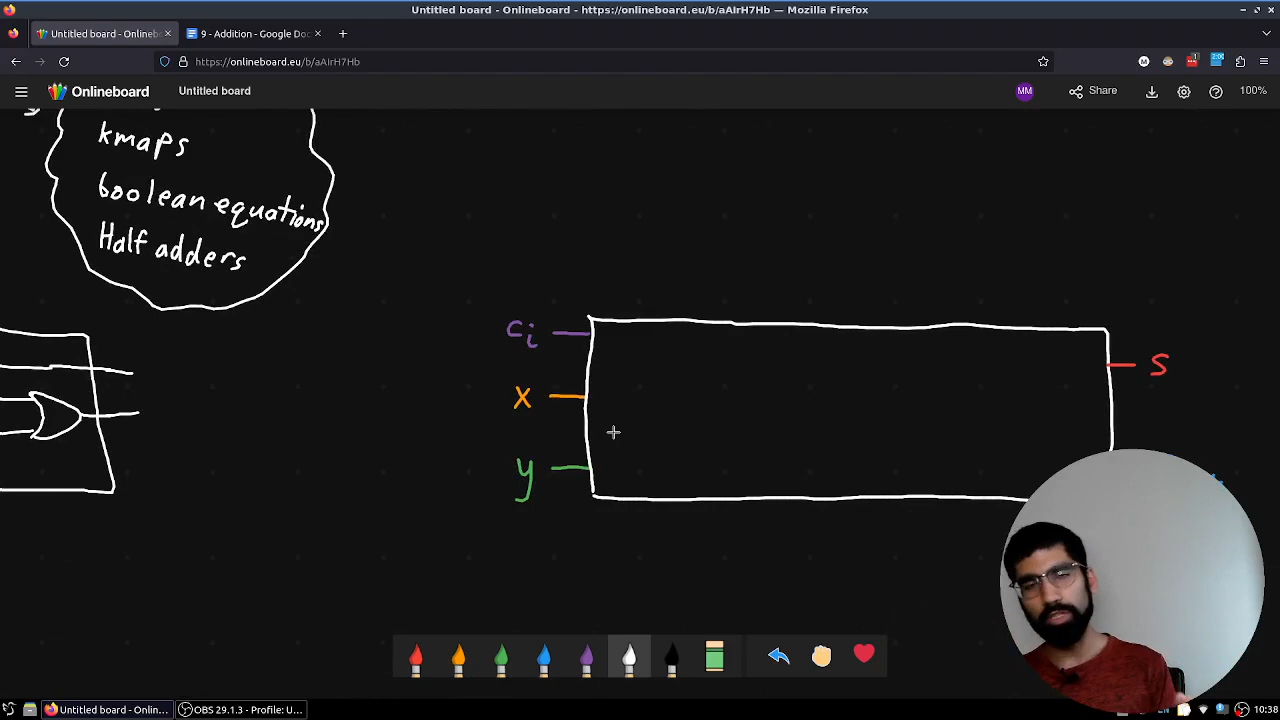 Untitled board - Onlineboard - https://onlineboard.eu/b/aAIrH7Hb — Mozilla Firefox
Untitled board - Onlineb
9 - Addition - Google Do
https://onlineboard.eu/b/aAIrH7Hb
Onlineboard
Untitled board
MM
Share
100%
kmaps
boolean equations
Half adders
ci
x
y
s
Untitled board - Onlin...
OBS 29.1.3 - Profile: U...
10:38